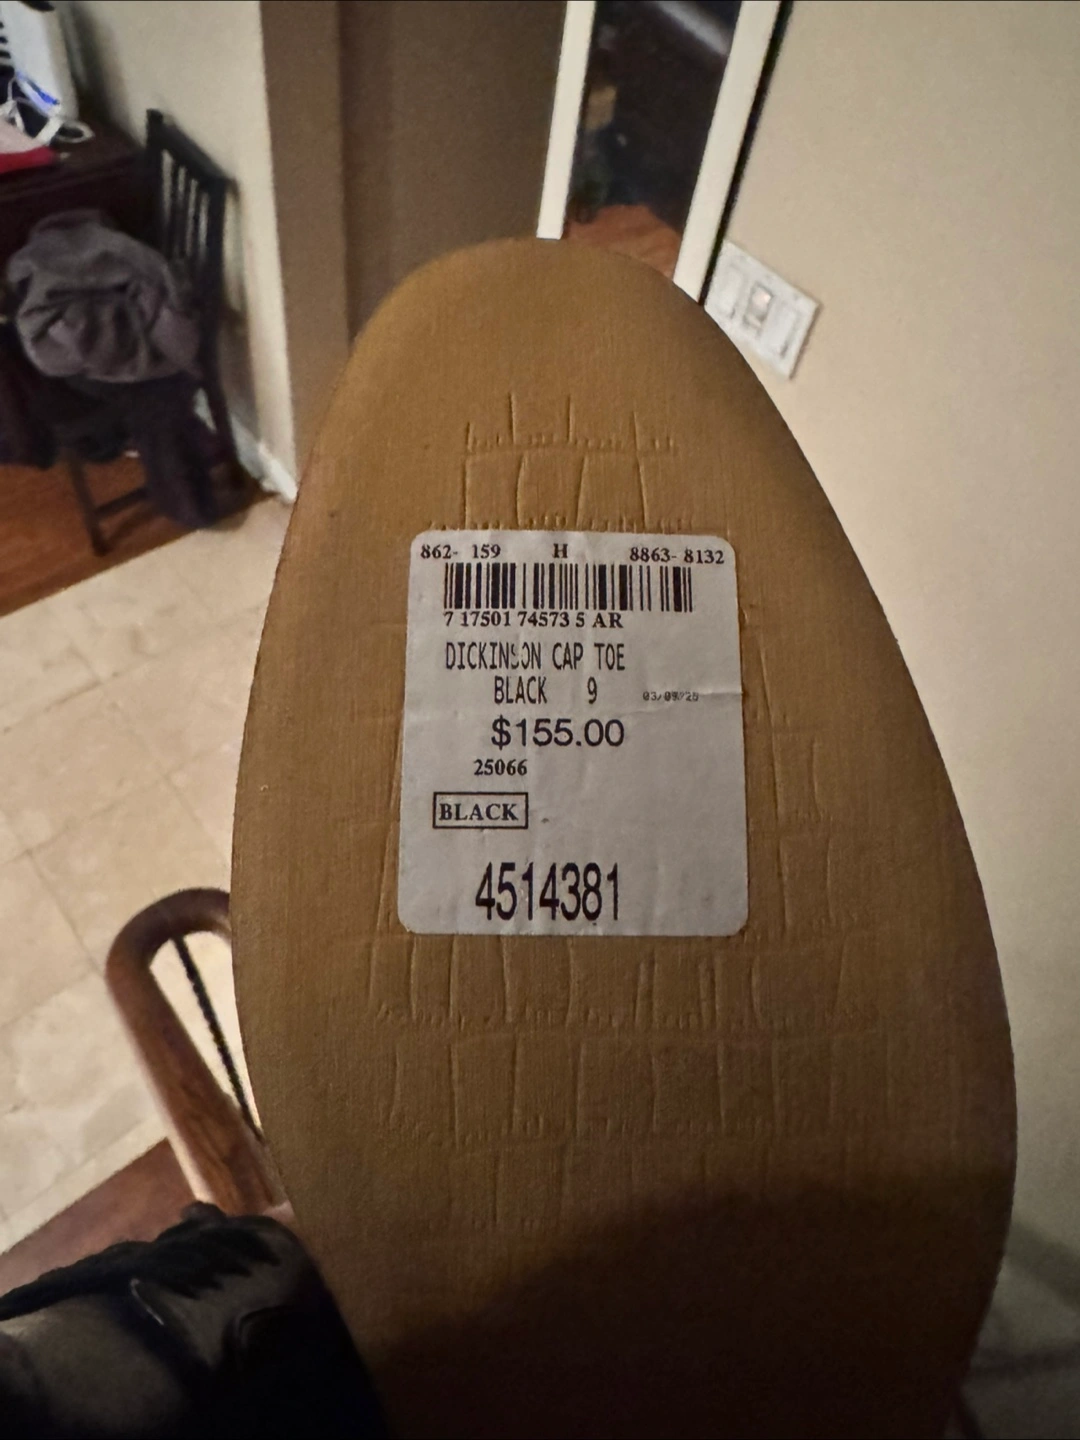 862- 159 H 8863- 8132
7 17501 74573 5 AR
DICKINSON CAP TOE
BLACK 9
$155.00
25066
BLACK
4514381